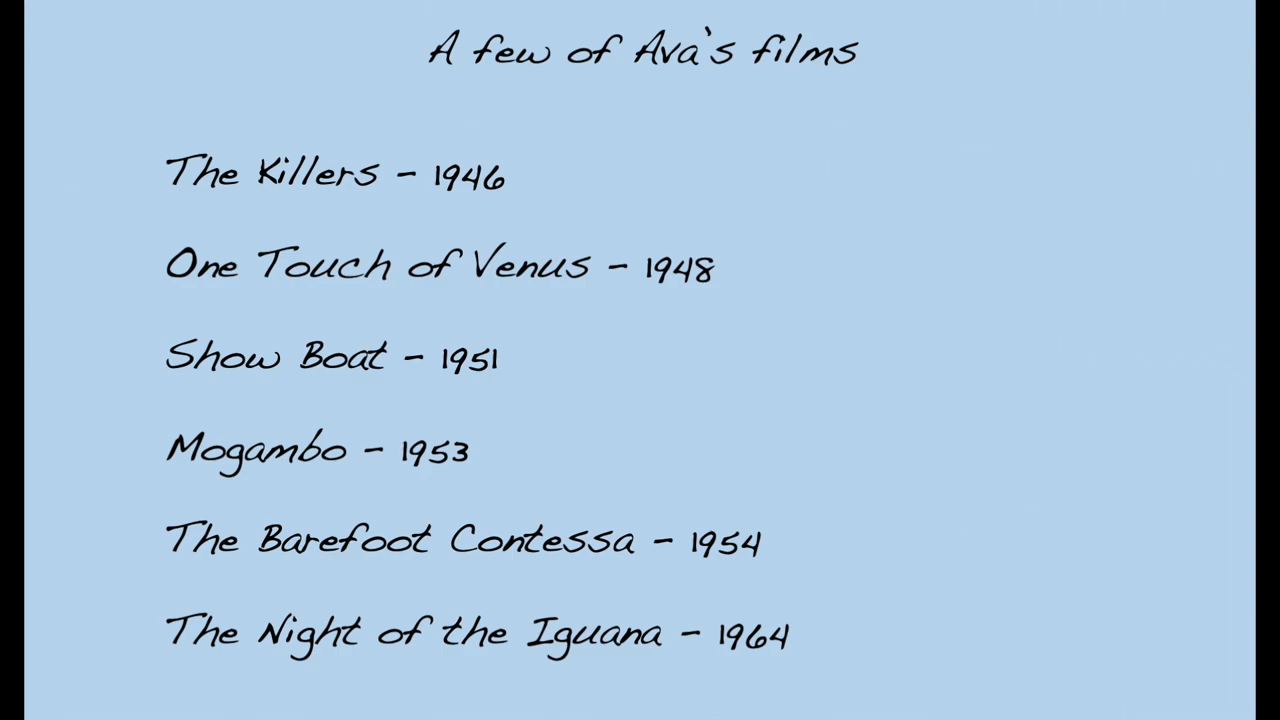 A few of Ava's films
The Killers - 1946
One Touch of Venus - 1948
Show Boat - 1951
Mogambo - 1953
The Barefoot Contessa - 1954
The Night of the Iguana - 1964